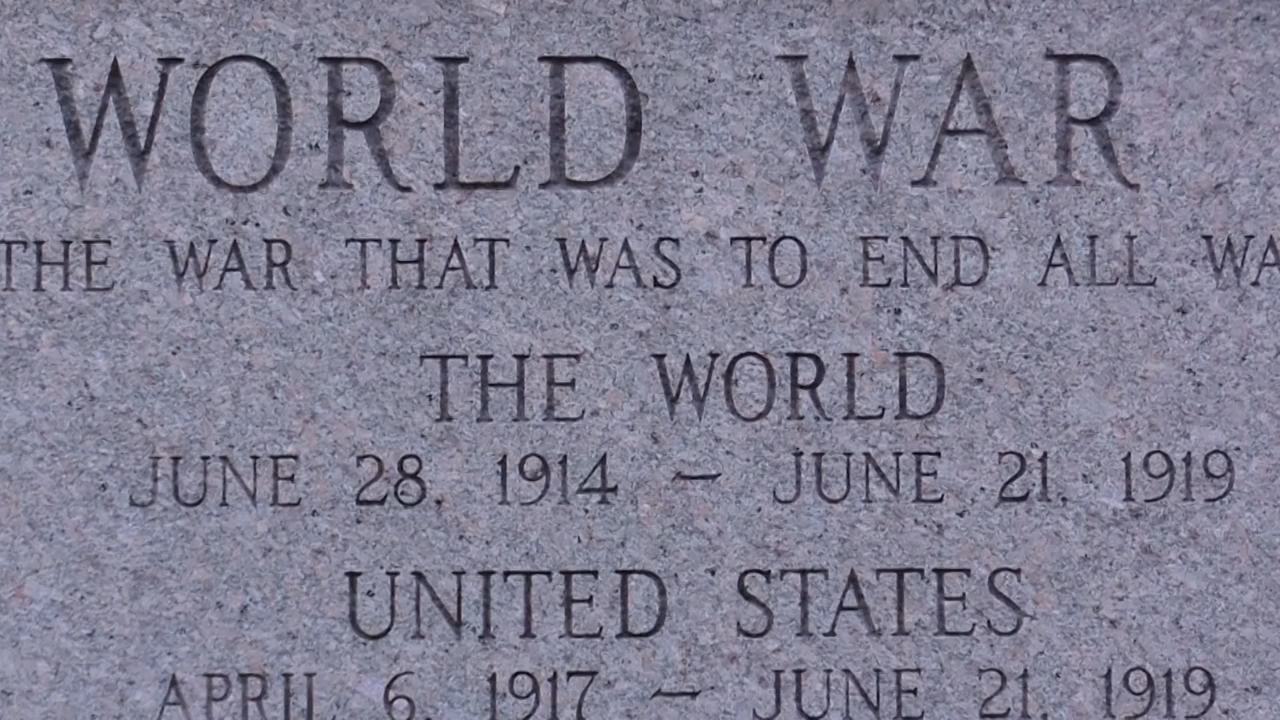 WORLD WAR
THE WAR THAT WAS TO END ALL WA
THE WORLD
JUNE 28, 1914 – JUNE 21, 1919
UNITED STATES
APRIL 6, 1917 – JUNE 21, 1919.